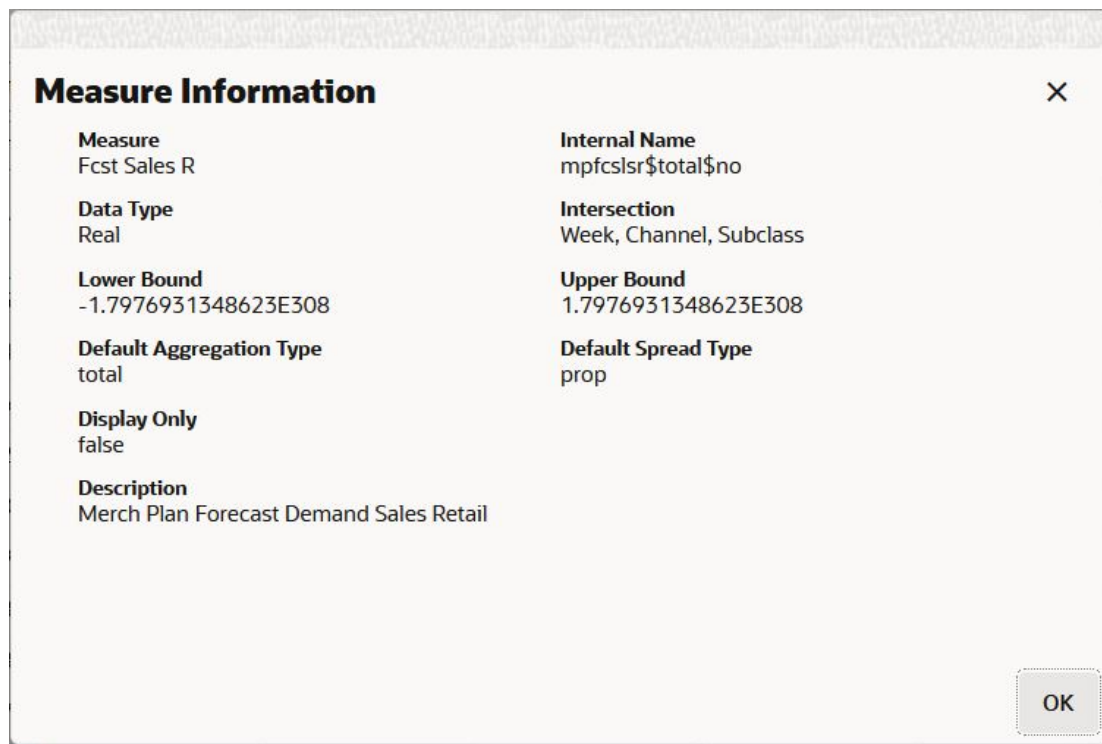 Measure Information
Measure
Fcst Sales R
Internal Name
mpfcslsr$total$no
Data Type
Real
Intersection
Week, Channel, Subclass
Lower Bound
-1.7976931348623E308
Upper Bound
1.7976931348623E308
Default Aggregation Type
total
Default Spread Type
prop
Display Only
false
Description
Merch Plan Forecast Demand Sales Retail
OK